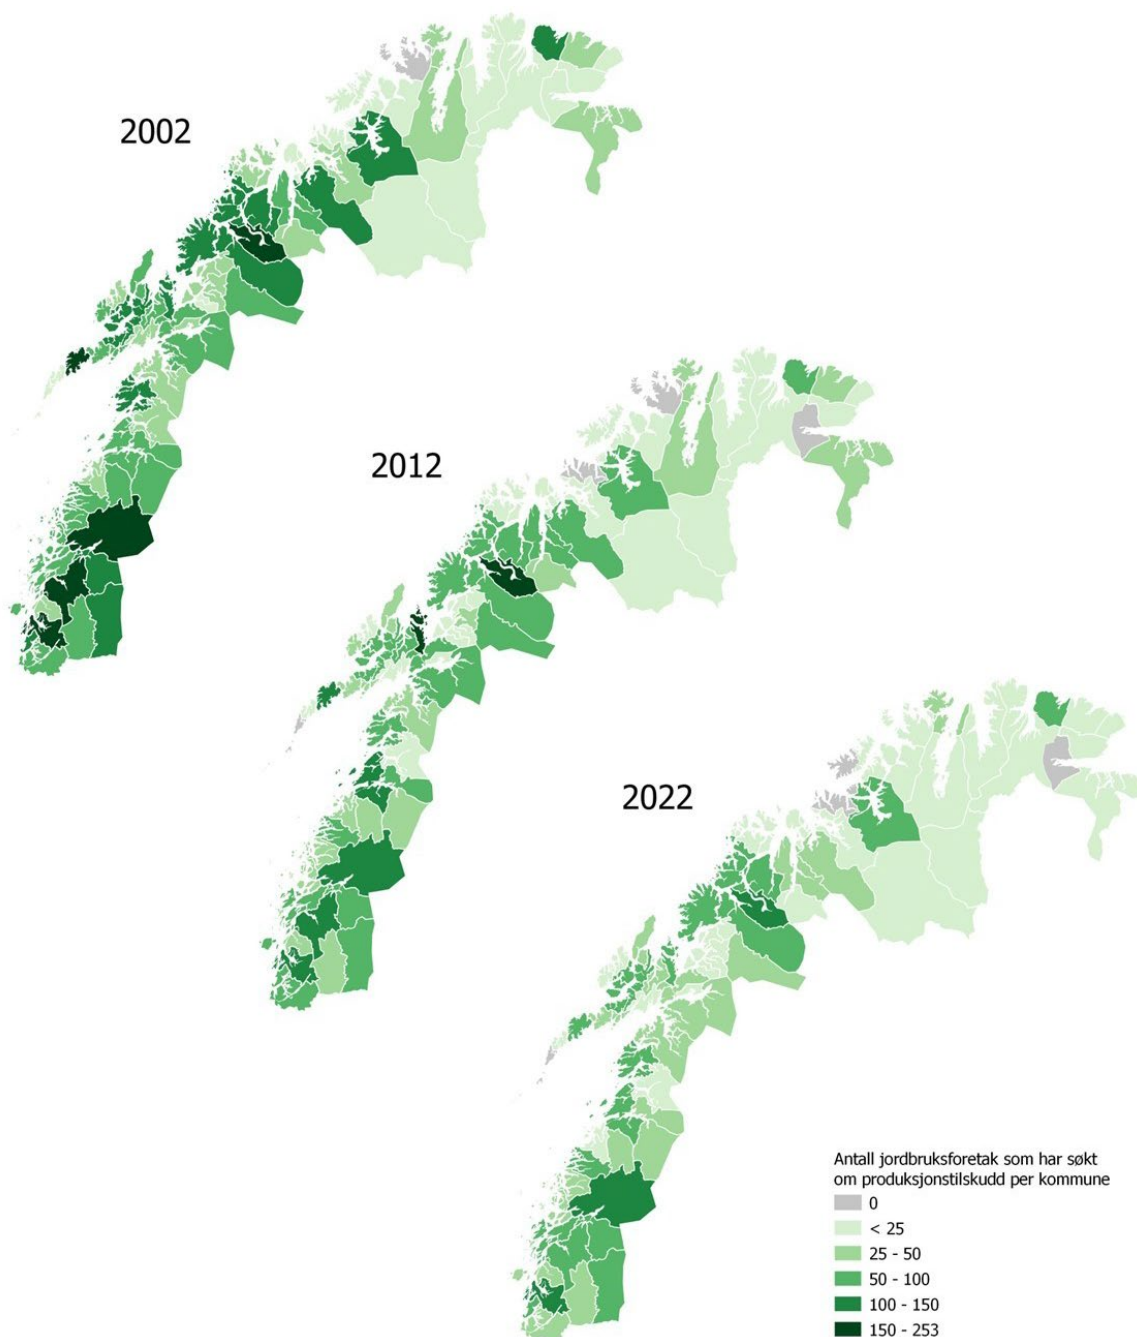 2002
2012
2022
Antall jordbruksforetak som har søkt
om produksjonstilskudd per kommune
0
< 25
25 - 50
50 - 100
100 - 150
150 - 253